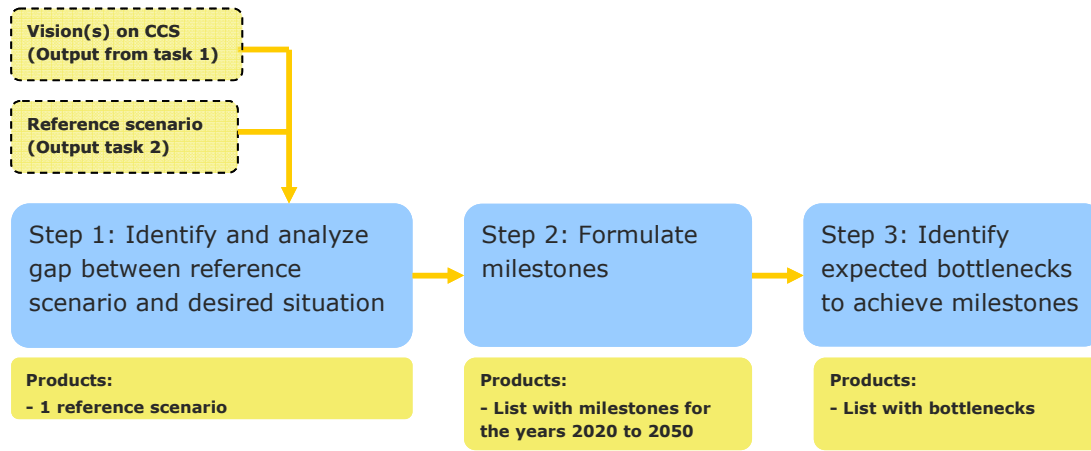 Vision(s) on CCS
(Output from task 1)
Reference scenario
(Output task 2)
Step 1: Identify and analyze
gap between reference
scenario and desired situation
Step 2: Formulate
milestones
Step 3: Identify
expected bottlenecks
to achieve milestones
Products:
- 1 reference scenario
Products:
- List with milestones for
the years 2020 to 2050
Products:
- List with bottlenecks